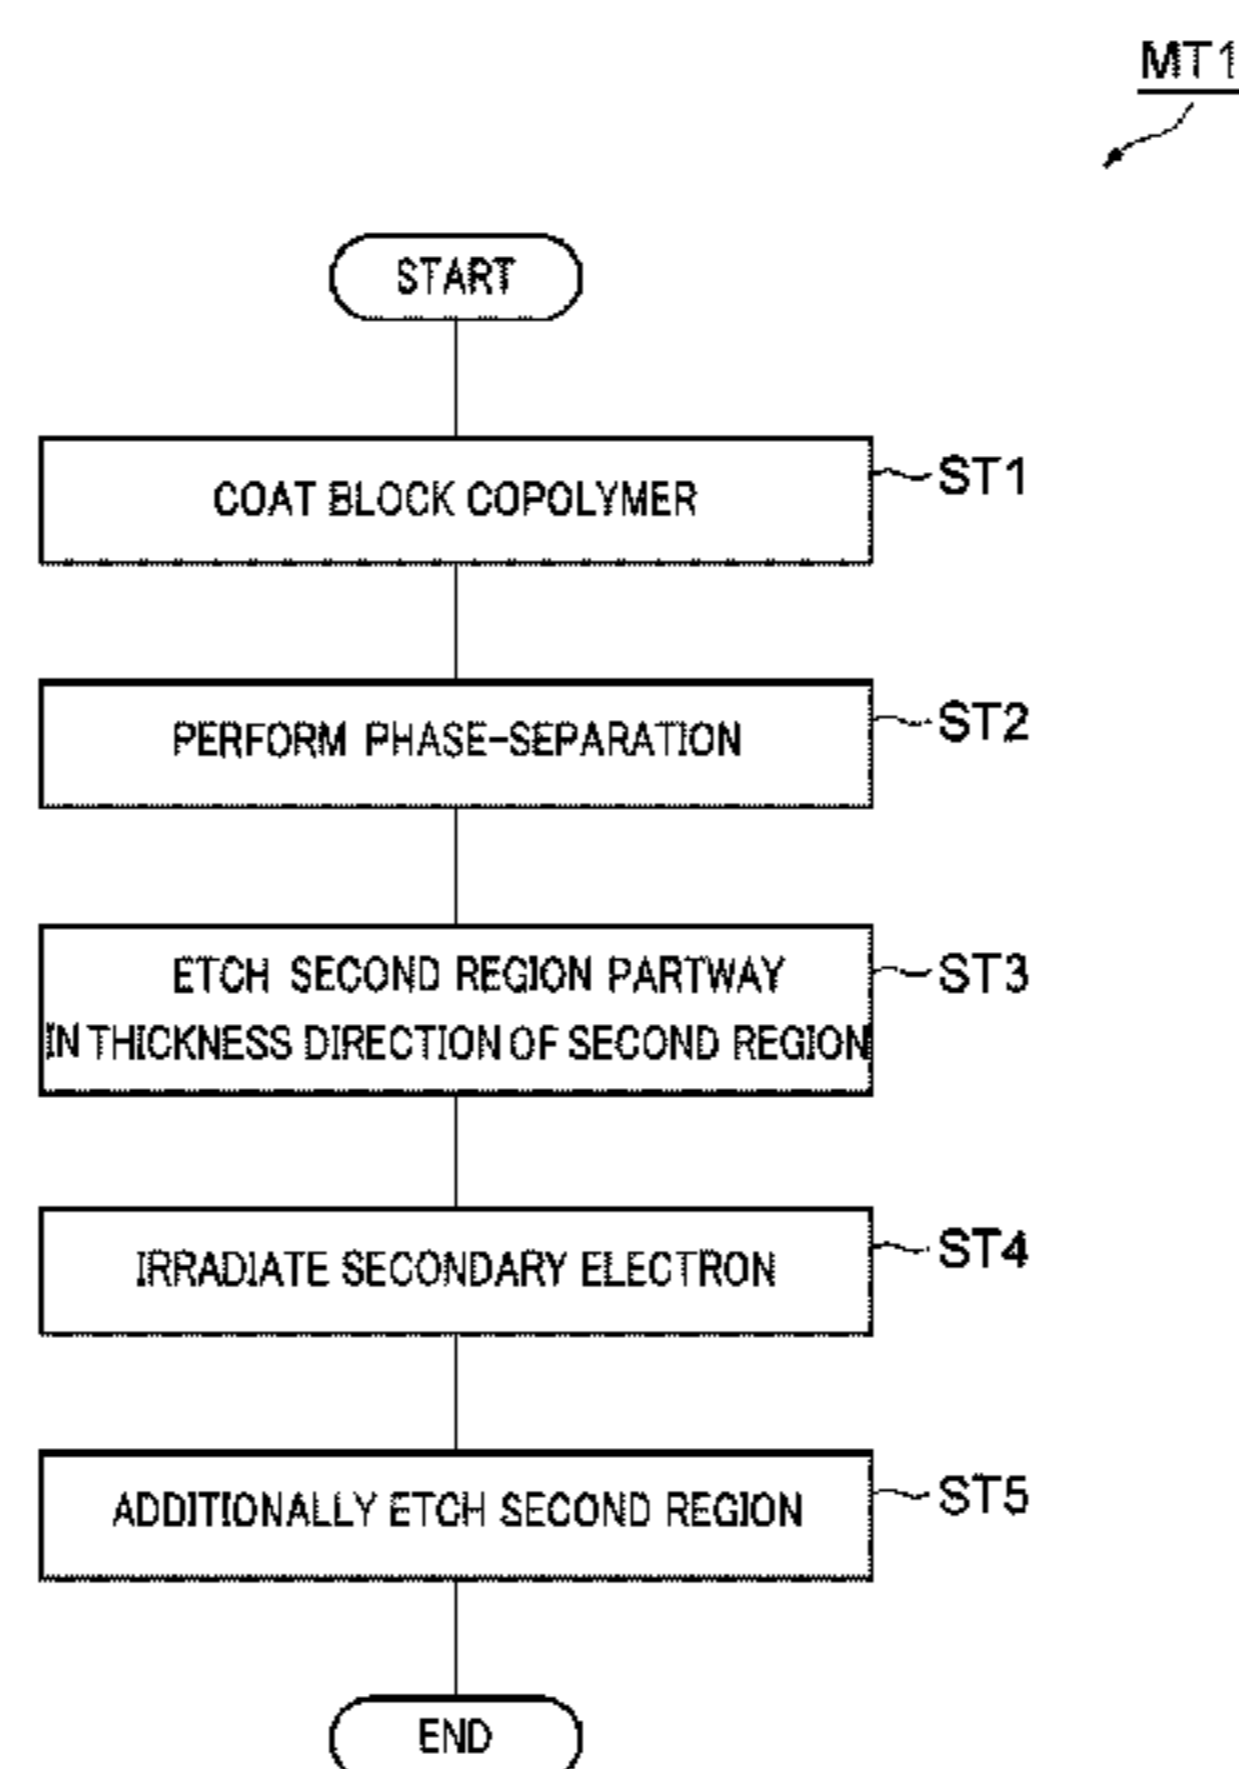 MT1
START
COAT BLOCK COPOLYMER
ST1
PERFORM PHASE-SEPARATION
ST2
ETCH SECOND REGION PARTWAY
IN THICKNESS DIRECTION OF SECOND REGION
ST3
IRRADIATE SECONDARY ELECTRON
ST4
ADDITIONALLY ETCH SECOND REGION
ST5
END